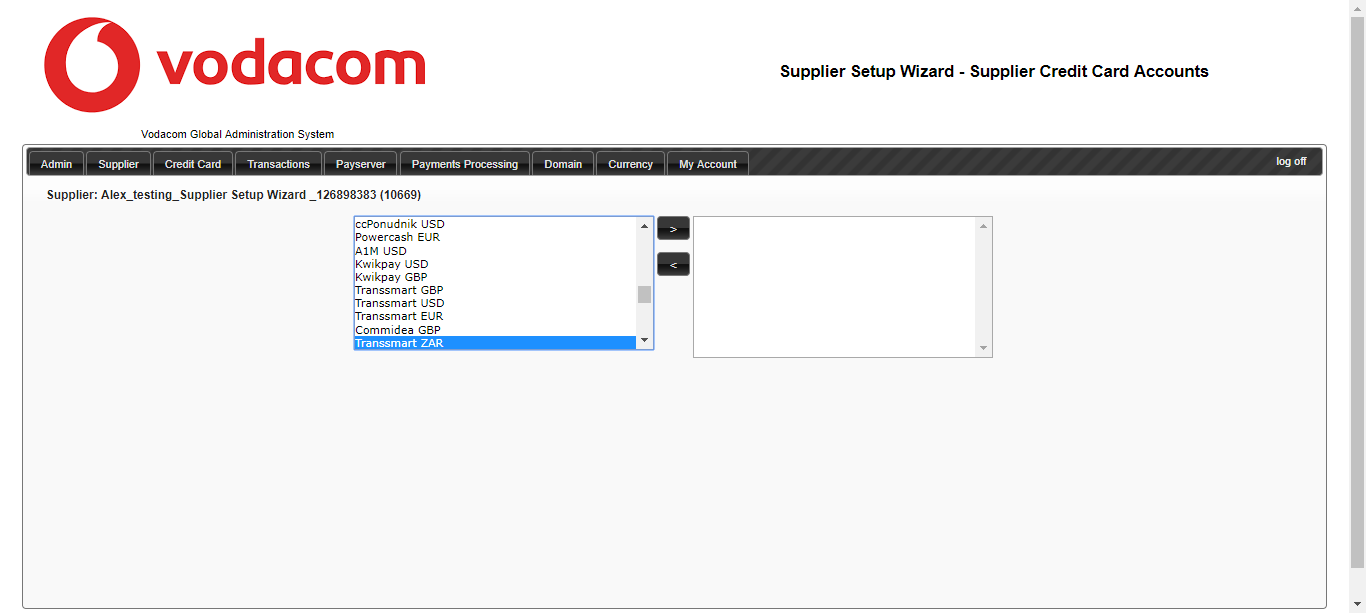 vodacom
Supplier Setup Wizard - Supplier Credit Card Accounts
Vodacom Global Administration System
Admin Supplier Credit Card Transactions Payserver Payments Processing Domain Currency My Account log off
Supplier: Alex_testing_Supplier Setup Wizard _126898383 (10669)
ccPonudnik USD
Powercash EUR
A1M USD
Kwikpay USD
Kwikpay GBP
Transsmart GBP
Transsmart USD
Transsmart EUR
Commidea GBP
Transsmart ZAR
>
<